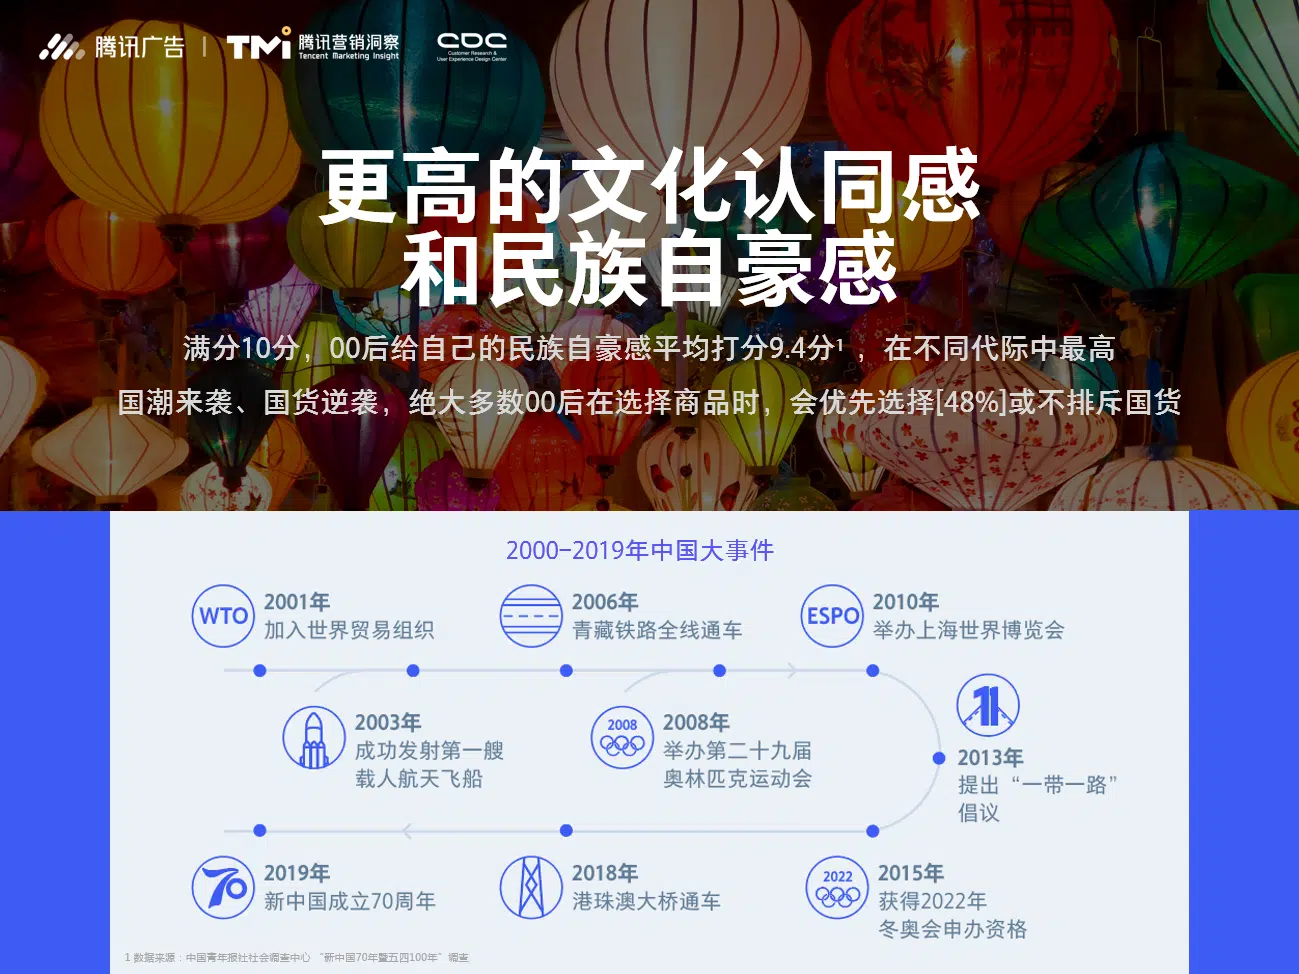 腾讯广告 | TMI 腾讯营销洞察 CDC
Tencent Marketing Insight
Customer Research &
User Experience Design Center
更高的文化认同感
和民族自豪感
满分10分，00后给自己的民族自豪感平均打分9.4分1，在不同代际中最高
国潮来袭、国货逆袭，绝大多数00后在选择商品时，会优先选择[48%]或不排斥国货
2000-2019年中国大事件
WTO
2001年
加入世界贸易组织
2006年
青藏铁路全线通车
ESPO
2010年
举办上海世界博览会
2003年
成功发射第一艘
载人航天飞船
2008
2008年
举办第二十九届
奥林匹克运动会
2013年
提出“一带一路”
倡议
70
2019年
新中国成立70周年
2018年
港珠澳大桥通车
2022
2015年
获得2022年
冬奥会申办资格
1 数据来源：中国青年报社社会调查中心 “新中国70年暨五四100年”调查